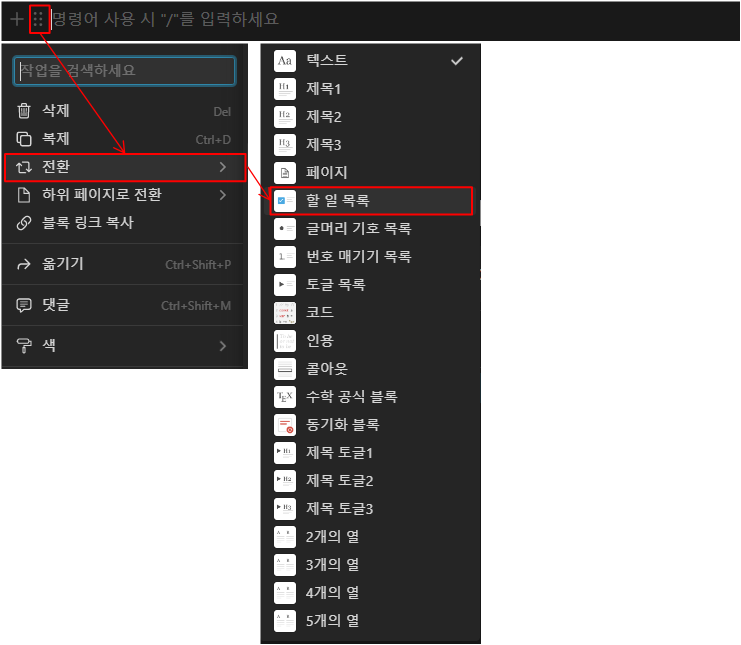 명령어 사용 시 "/"를 입력하세요
작업을 검색하세요
삭제 Del
복제 Ctrl+D
전환
하위 페이지로 전환
블록 링크 복사
옮기기 Ctrl+Shift+P
댓글 Ctrl+Shift+M
색
Aa 텍스트
H1 제목1
H2 제목2
H3 제목3
페이지
할 일 목록
글머리 기호 목록
1. 번호 매기기 목록
토글 목록
코드
인용
콜아웃
TEX 수학 공식 블록
동기화 블록
H1 제목 토글1
H2 제목 토글2
H3 제목 토글3
2개의 열
3개의 열
4개의 열
5개의 열